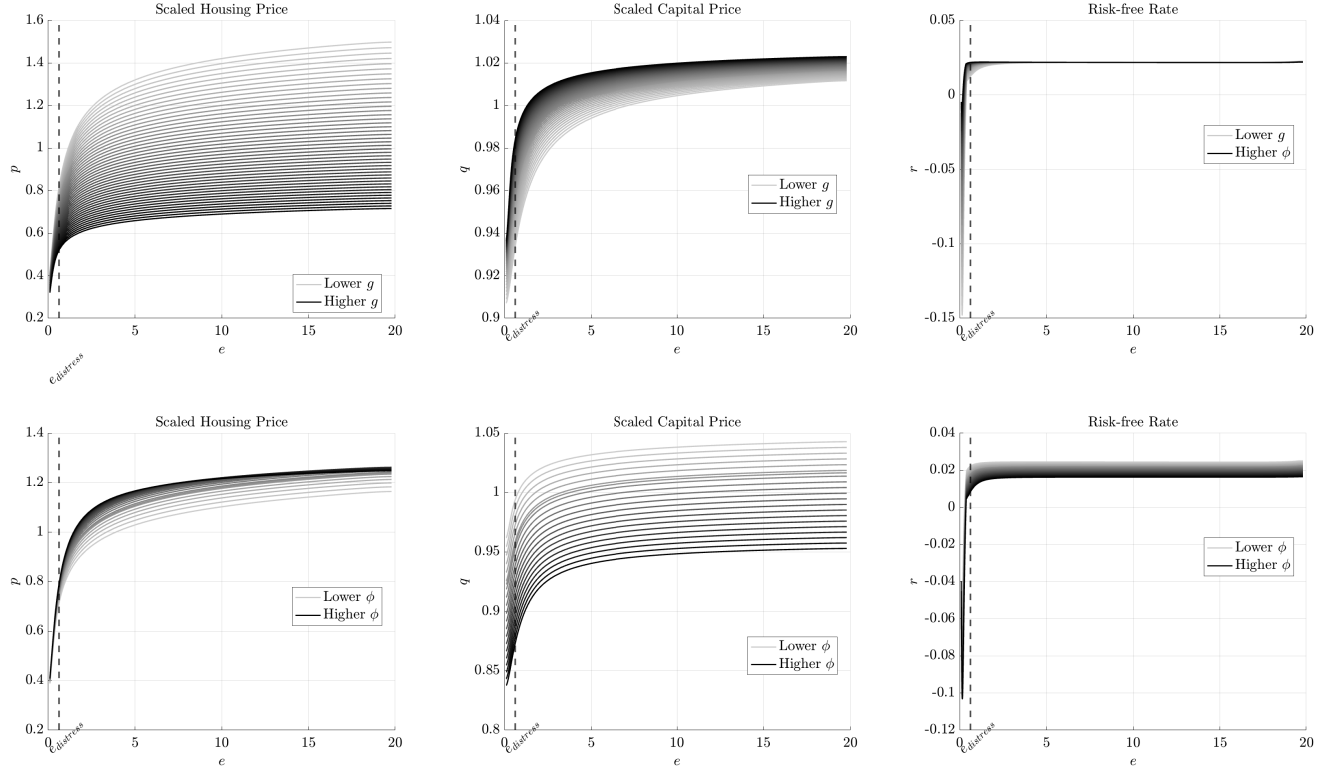 Scaled Housing Price
1.6
1.4
1.2
1
0.8
0.6
0.4
0.2
p
0
5
10
15
20
e
e_distress
Lower g
Higher g
Scaled Capital Price
1.04
1.02
1
0.98
0.96
0.94
0.92
0.9
q
0
5
10
15
20
e
e_distress
Lower g
Higher g
Risk-free Rate
0.05
0
-0.05
-0.1
-0.15
r
0
5
10
15
20
e
e_distress
Lower g
Higher ϕ
Scaled Housing Price
1.4
1.2
1
0.8
0.6
0.4
0.2
p
0
5
10
15
20
e
e_distress
Lower ϕ
Higher ϕ
Scaled Capital Price
1.05
1
0.95
0.9
0.85
0.8
q
0
5
10
15
20
e
e_distress
Lower ϕ
Higher ϕ
Risk-free Rate
0.04
0.02
0
-0.02
-0.04
-0.06
-0.08
-0.1
-0.12
r
0
5
10
15
20
e
e_distress
Lower ϕ
Higher ϕ